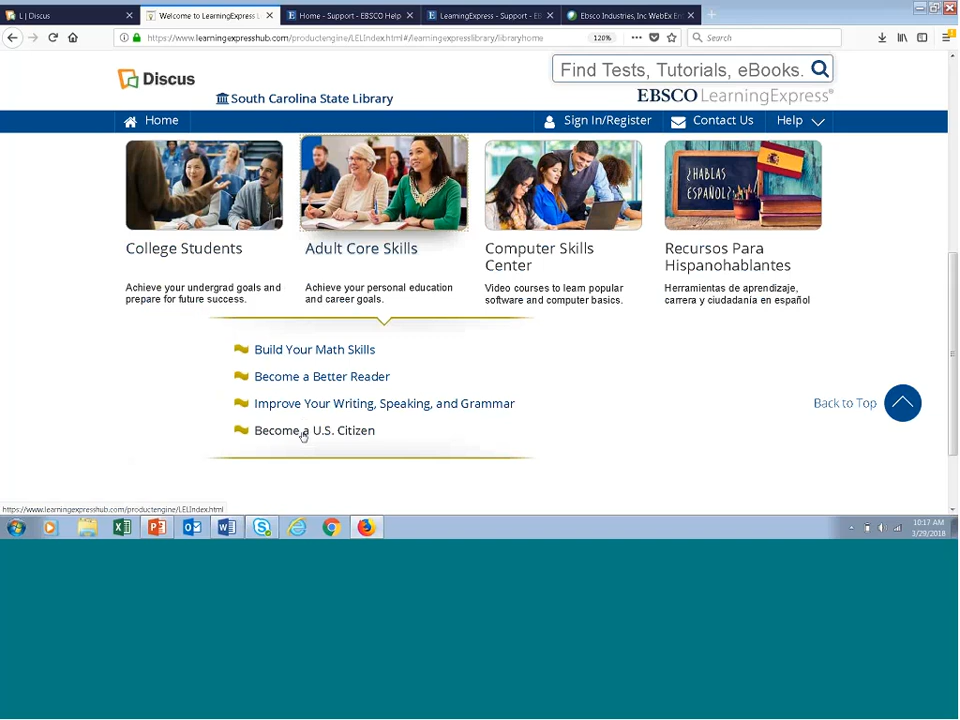 L | Discus
Welcome to LearningExpress L
Home - Support - EBSCO Help
LearningExpress - Support - EB
Ebsco Industries, Inc WebEx En
https://www.learningexpresshub.com/productengine/LELIndex.html#/learningexpresslibrary/libraryhome
120%
Search
Discus
Find Tests, Tutorials, eBooks.
South Carolina State Library
EBSCO LearningExpress®
Home
Sign In/Register
Contact Us
Help
¿HABLAS
ESPAÑOL?
College Students
Adult Core Skills
Computer Skills
Center
Recursos Para
Hispanohablantes
Achieve your undergrad goals and
prepare for future success.
Achieve your personal education
and career goals.
Video courses to learn popular
software and computer basics.
Herramientas de aprendizaje,
carrera y ciudadanía en español
Build Your Math Skills
Become a Better Reader
Improve Your Writing, Speaking, and Grammar
Back to Top
Become a U.S. Citizen
https://www.learningexpresshub.com/productengine/LELIndex.html
10:17 AM
3/29/2018